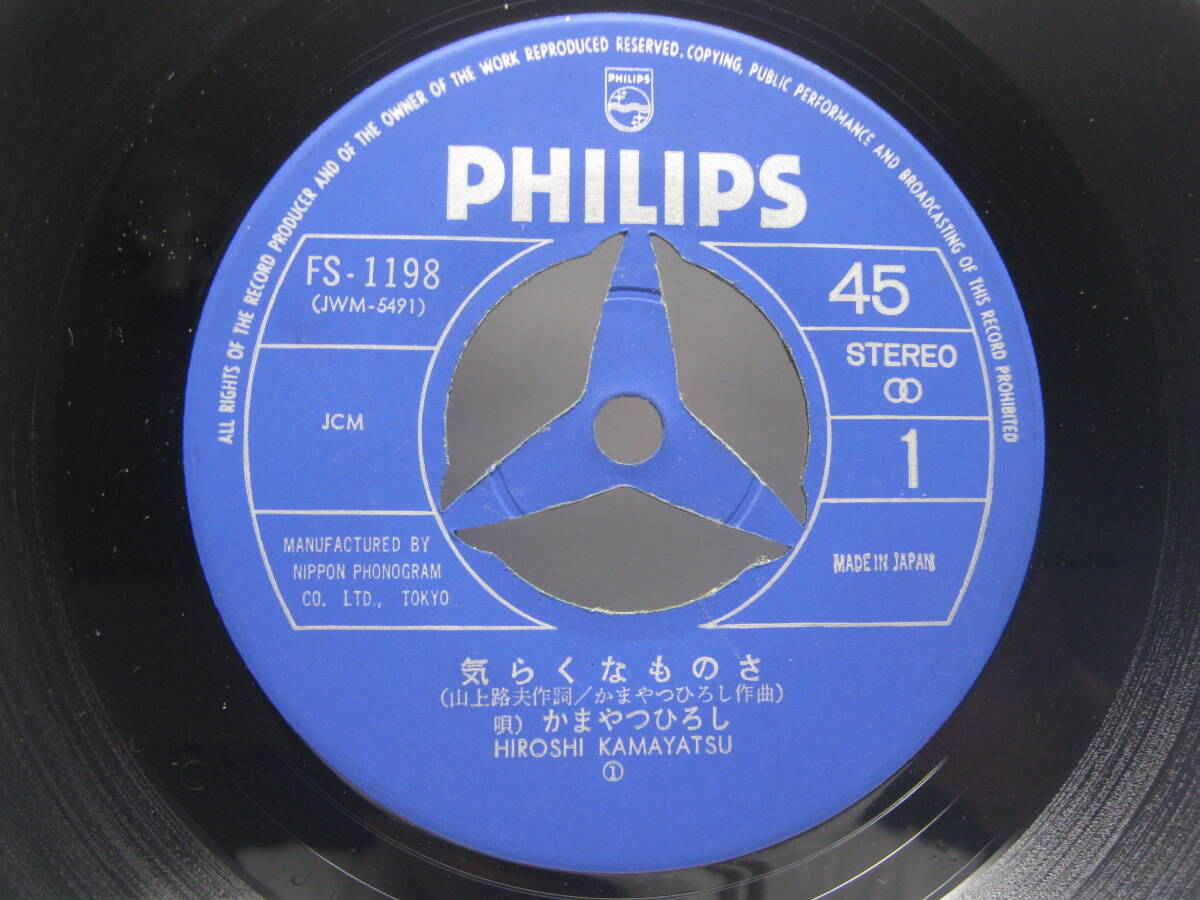 ALL RIGHTS OF THE RECORD PRODUCER AND OF THE OWNER OF THE WORK REPRODUCED RESERVED. COPYING, PUBLIC PERFORMANCE AND BROADCASTING OF THIS RECORD PROHIBITED
PHILIPS
PHILIPS
FS-1198
(JWM-5491)
JCM
MANUFACTURED BY
NIPPON PHONOGRAM
CO. LTD., TOKYO
45
STEREO
1
MADE IN JAPAN
気らくなものさ
(山上路夫作詞/かまやつひろし作曲)
唄) かまやつひろし
HIROSHI KAMAYATSU
①